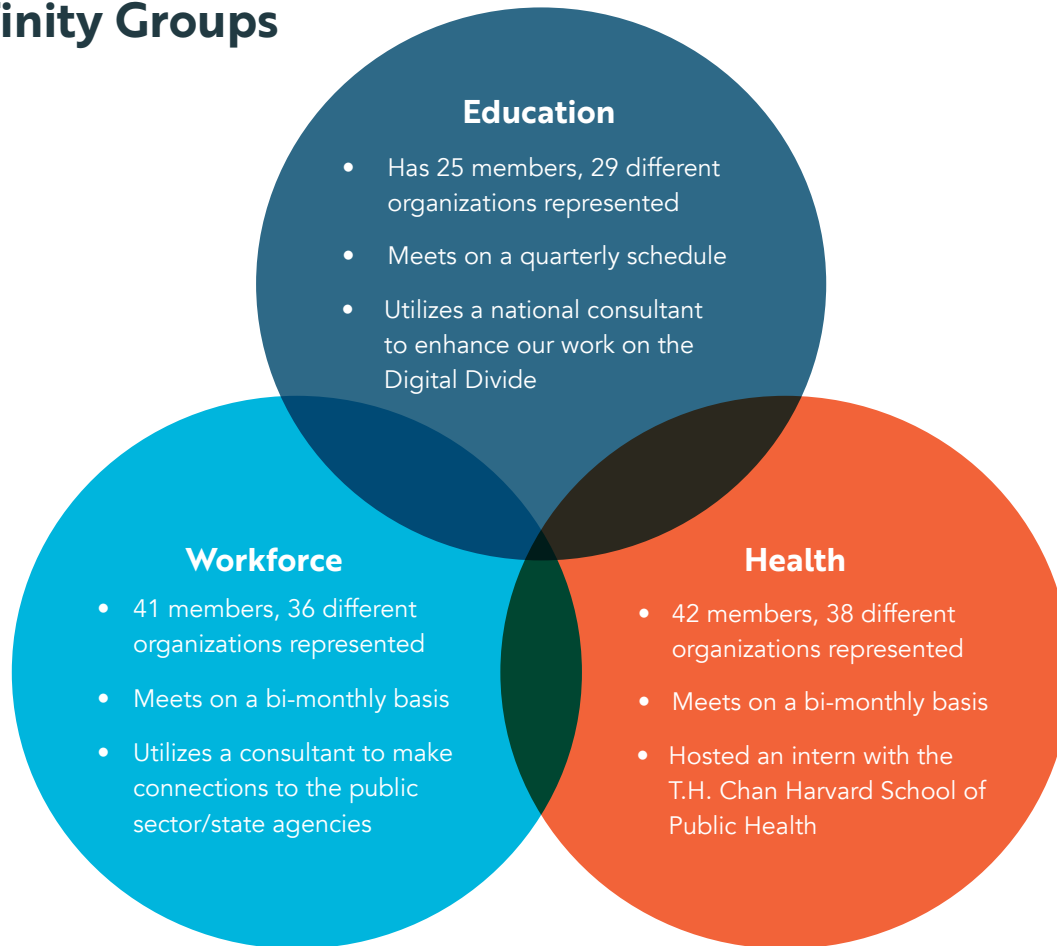 finity Groups
Education
• Has 25 members, 29 different
organizations represented
• Meets on a quarterly schedule
• Utilizes a national consultant
to enhance our work on the
Digital Divide
Workforce
• 41 members, 36 different
organizations represented
• Meets on a bi-monthly basis
• Utilizes a consultant to make
connections to the public
sector/state agencies
Health
• 42 members, 38 different
organizations represented
• Meets on a bi-monthly basis
• Hosted an intern with the
T.H. Chan Harvard School of
Public Health